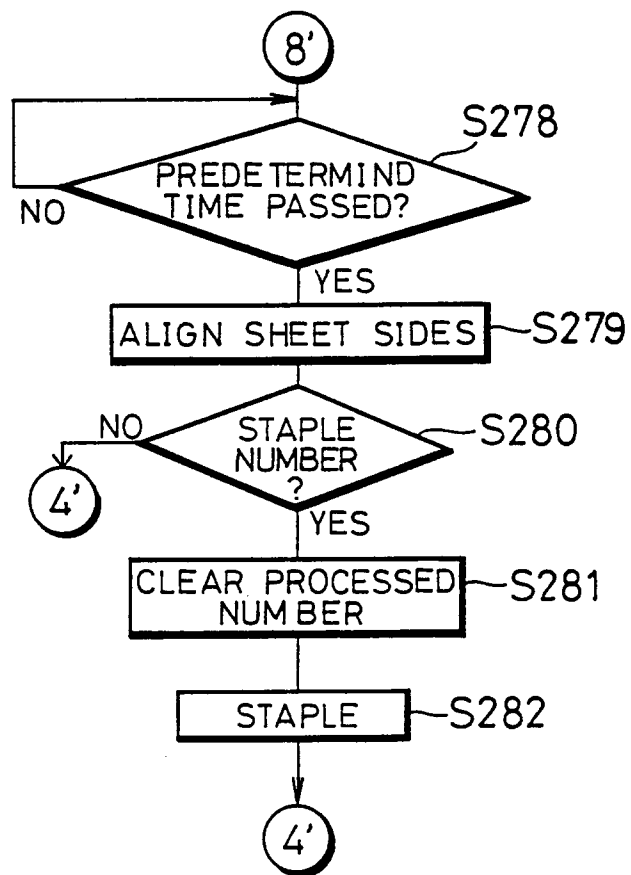 8'
S278
PREDETERMIND
TIME PASSED?
NO
YES
ALIGN SHEET SIDES
S279
NO
STAPLE
NUMBER
?
S280
4'
YES
CLEAR PROCESSED
NUMBER
S281
STAPLE
S282
4'